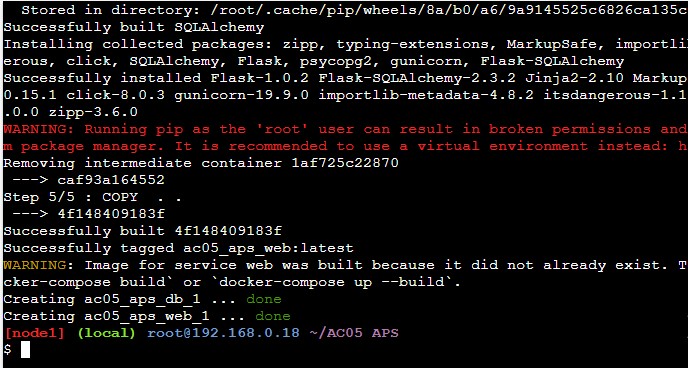 Stored in directory: /root/.cache/pip/wheels/8a/b0/a6/9a9145525c6826ca135c
Successfully built SQLAlchemy
Installing collected packages: zipp, typing-extensions, MarkupSafe, importli
erous, click, SQLAlchemy, Flask, psycopg2, gunicorn, Flask-SQLAlchemy
Successfully installed Flask-1.0.2 Flask-SQLAlchemy-2.3.2 Jinja2-2.10 Markup
0.15.1 click-8.0.3 gunicorn-19.9.0 importlib-metadata-4.8.2 itsdangerous-1.1
.0.0 zipp-3.6.0
WARNING: Running pip as the 'root' user can result in broken permissions and
m package manager. It is recommended to use a virtual environment instead: h
Removing intermediate container 1af725c22870
---> caf93a164552
Step 5/5 : COPY . .
---> 4f148409183f
Successfully built 4f148409183f
Successfully tagged ac05_aps_web:latest
WARNING: Image for service web was built because it did not already exist. T
cker-compose build` or `docker-compose up --build`.
Creating ac05_aps_db_1 ... done
Creating ac05_aps_web_1 ... done
[node1] (local) root@192.168.0.18 ~/AC05 APS
$